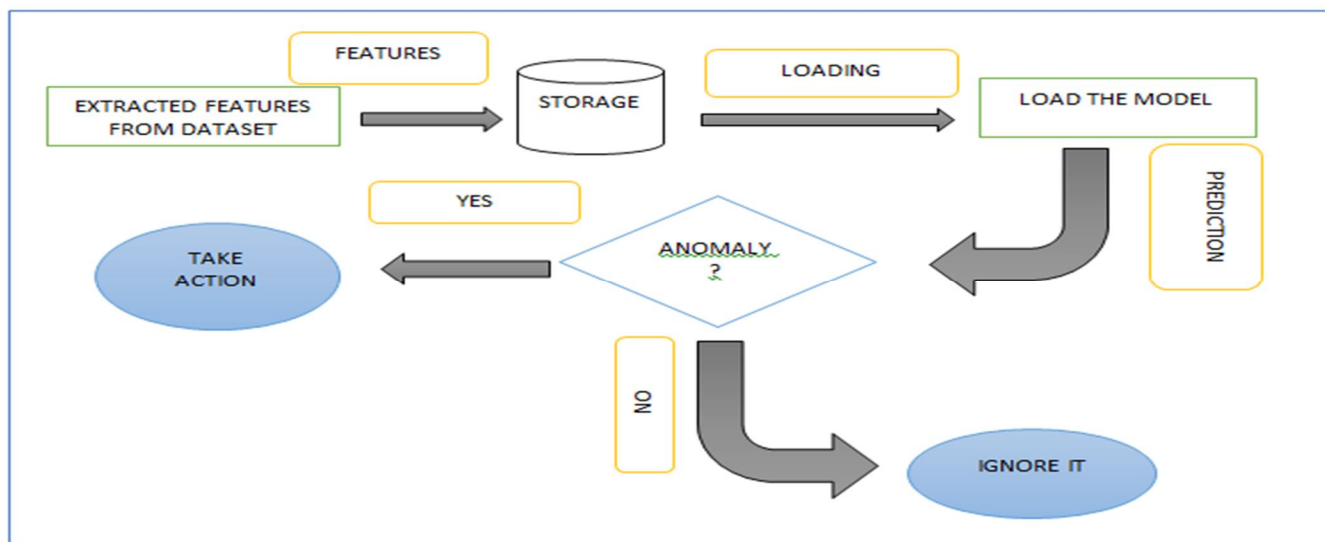 FEATURES
EXTRACTED FEATURES
FROM DATASET
STORAGE
LOADING
LOAD THE MODEL
PREDICTION
YES
ANOMALY
?
TAKE
ACTION
NO
IGNORE IT